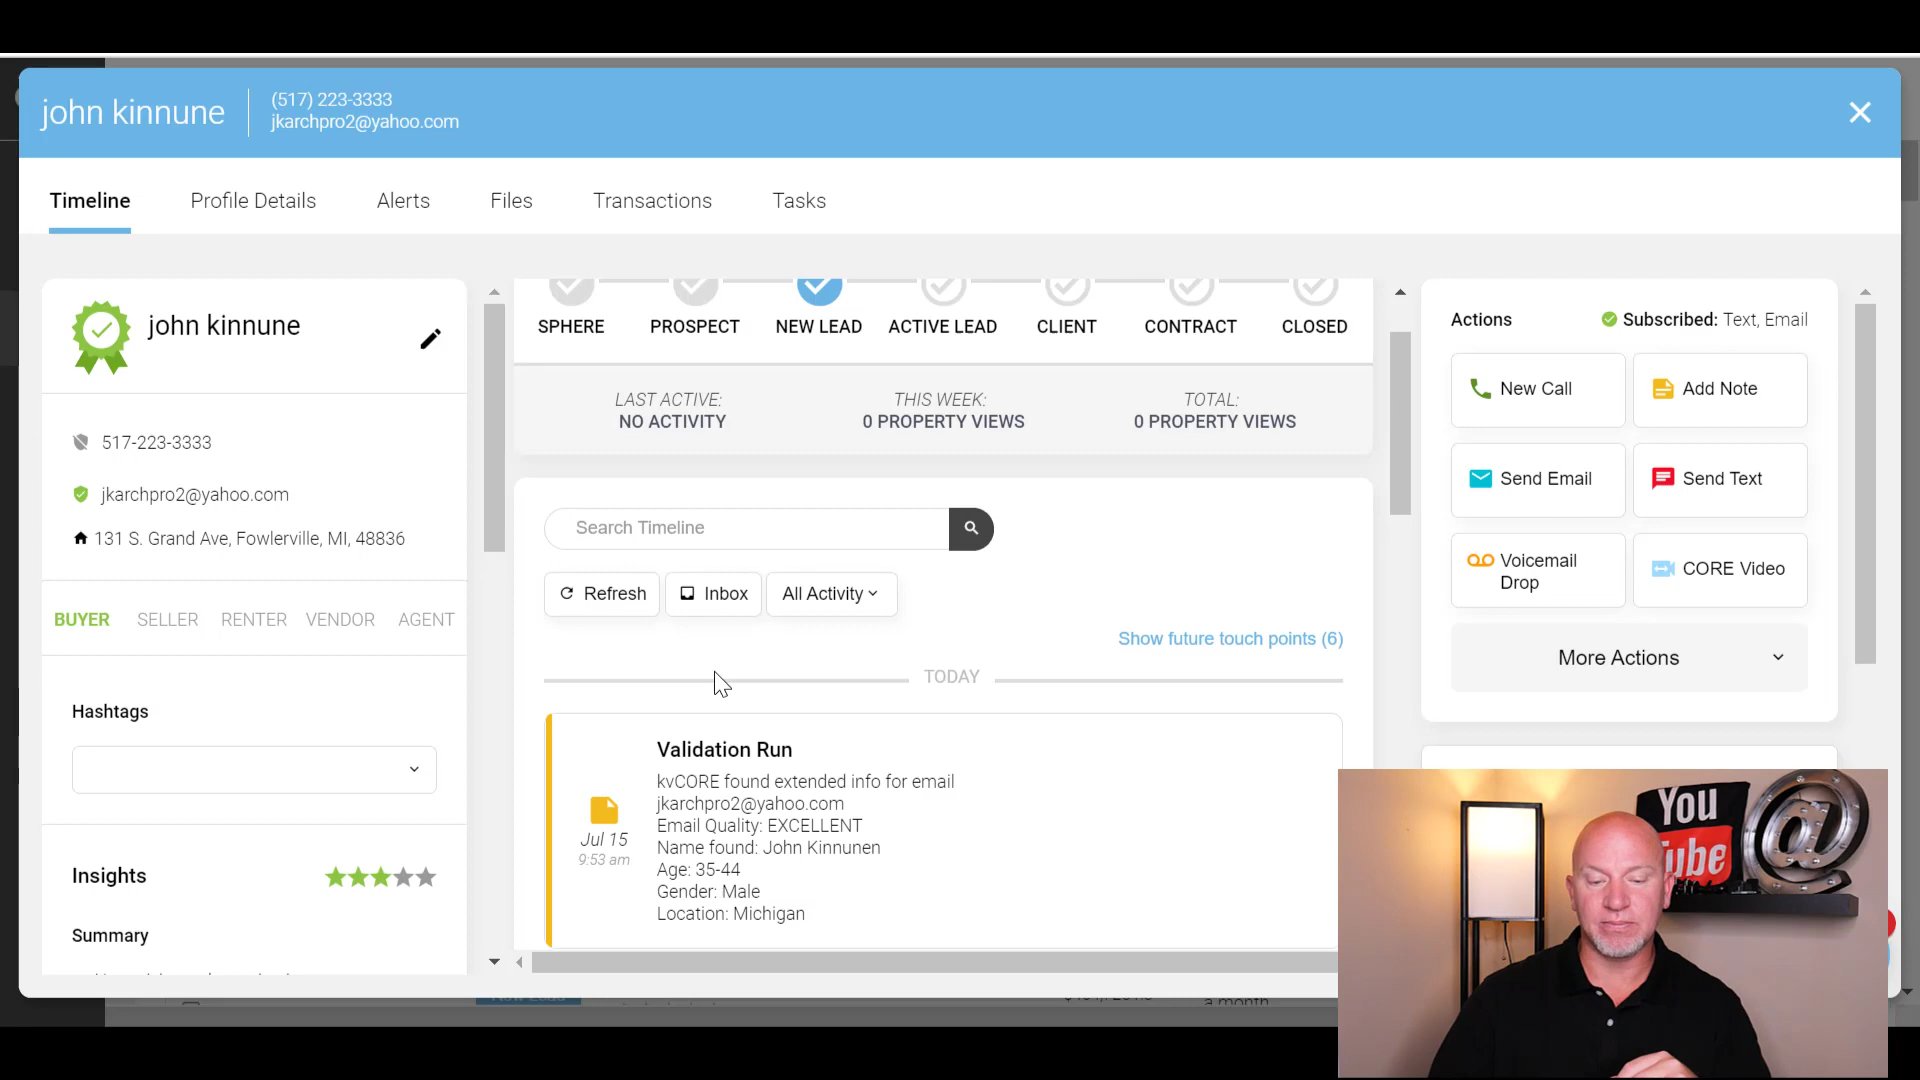 john kinnune
(517) 223-3333
jkarchpro2@yahoo.com
Timeline
Profile Details
Alerts
Files
Transactions
Tasks
john kinnune
517-223-3333
jkarchpro2@yahoo.com
131 S. Grand Ave, Fowlerville, MI, 48836
BUYER SELLER RENTER VENDOR AGENT
Hashtags
Insights
Summary
SPHERE PROSPECT NEW LEAD ACTIVE LEAD CLIENT CONTRACT CLOSED
LAST ACTIVE:
NO ACTIVITY
THIS WEEK:
0 PROPERTY VIEWS
TOTAL:
0 PROPERTY VIEWS
Search Timeline
Refresh
Inbox
All Activity
Show future touch points (6)
TODAY
Jul 15
9:53 am
Validation Run
kvCORE found extended info for email
jkarchpro2@yahoo.com
Email Quality: EXCELLENT
Name found: John Kinnunen
Age: 35-44
Gender: Male
Location: Michigan
Actions
Subscribed: Text, Email
New Call
Add Note
Send Email
Send Text
Voicemail
Drop
CORE Video
More Actions
You
Tube
@
a month